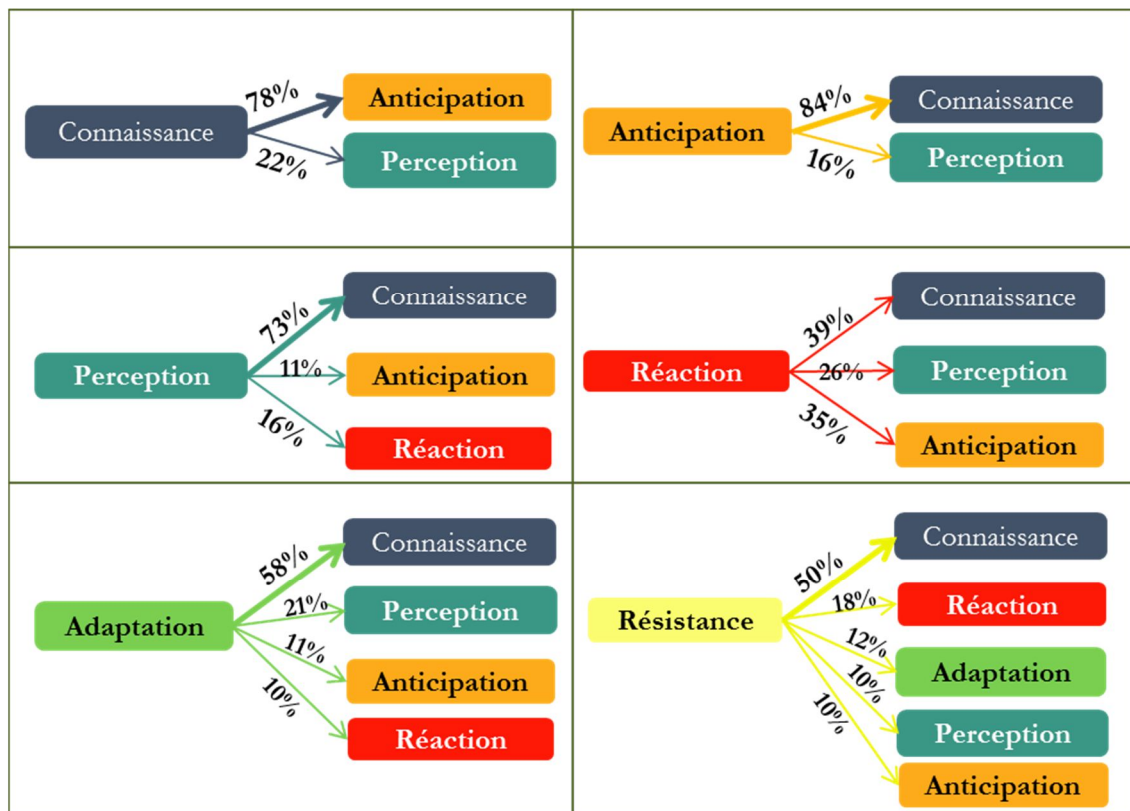 Connaissance
78%
22%
Anticipation
Perception
Anticipation
84%
16%
Connaissance
Perception
Perception
73%
11%
16%
Connaissance
Anticipation
Réaction
Réaction
39%
26%
35%
Connaissance
Perception
Anticipation
Adaptation
58%
21%
11%
10%
Connaissance
Perception
Anticipation
Réaction
Résistance
50%
18%
12%
10%
10%
Connaissance
Réaction
Adaptation
Perception
Anticipation